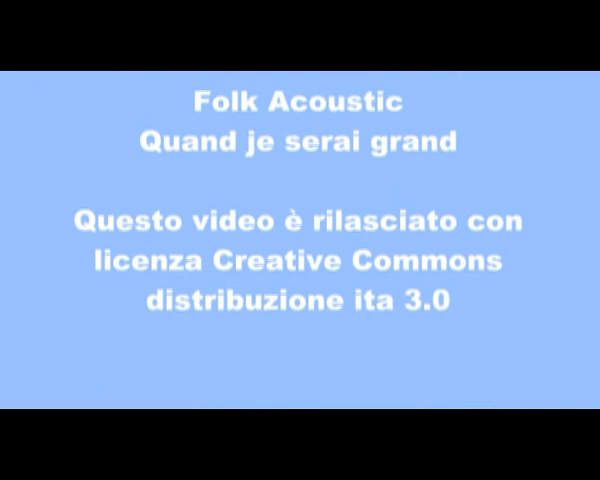 Folk Acoustic
Quand je serai grand
Questo video è rilasciato con
licenza Creative Commons
distribuzione ita 3.0